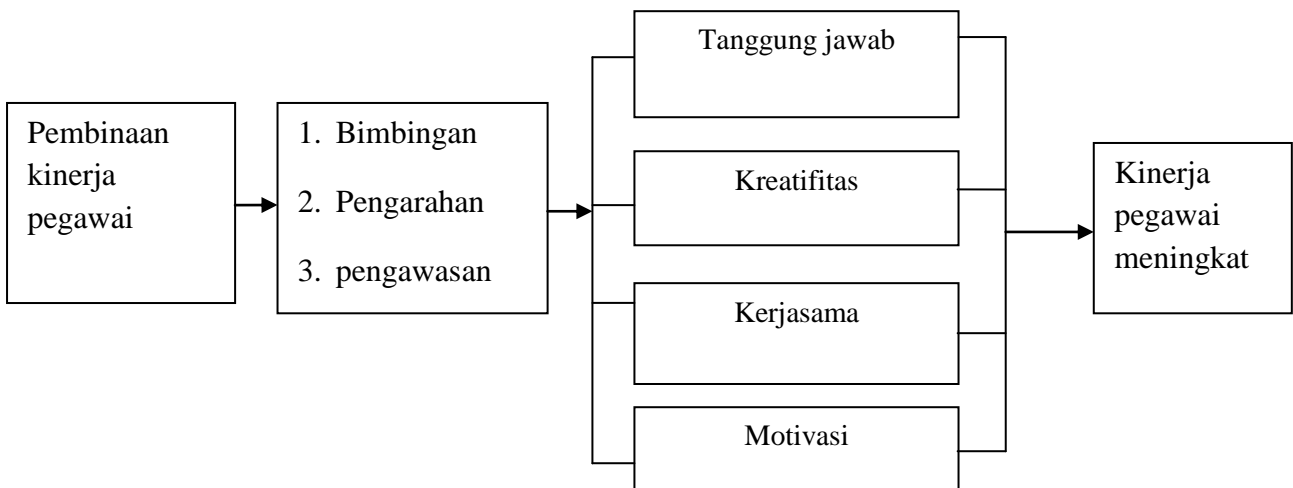 Pembinaan
kinerja
pegawai
1. Bimbingan
2. Pengarahan
3. pengawasan
Tanggung jawab
Kreatifitas
Kerjasama
Motivasi
Kinerja
pegawai
meningkat